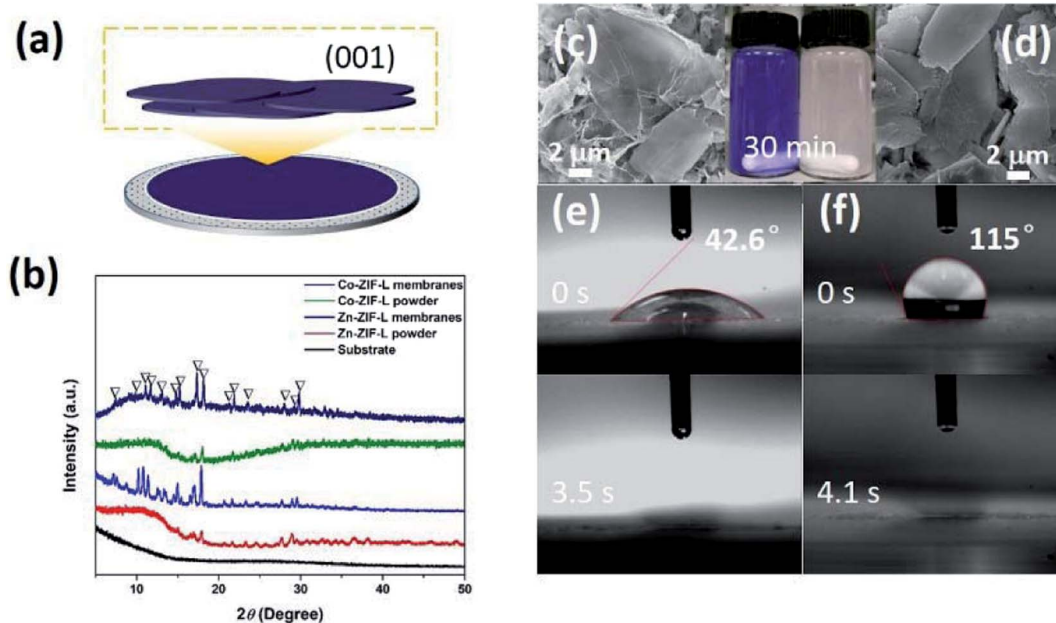 (a)
(001)
(b)
Co-ZIF-L membranes
Co-ZIF-L powder
Zn-ZIF-L membranes
Zn-ZIF-L powder
Substrate
Intensity (a.u.)
10
20
30
40
50
2θ (Degree)
(c)
(d)
30 min
2 μm
2 μm
(e)
(f)
42.6°
115°
0 s
0 s
3.5 s
4.1 s